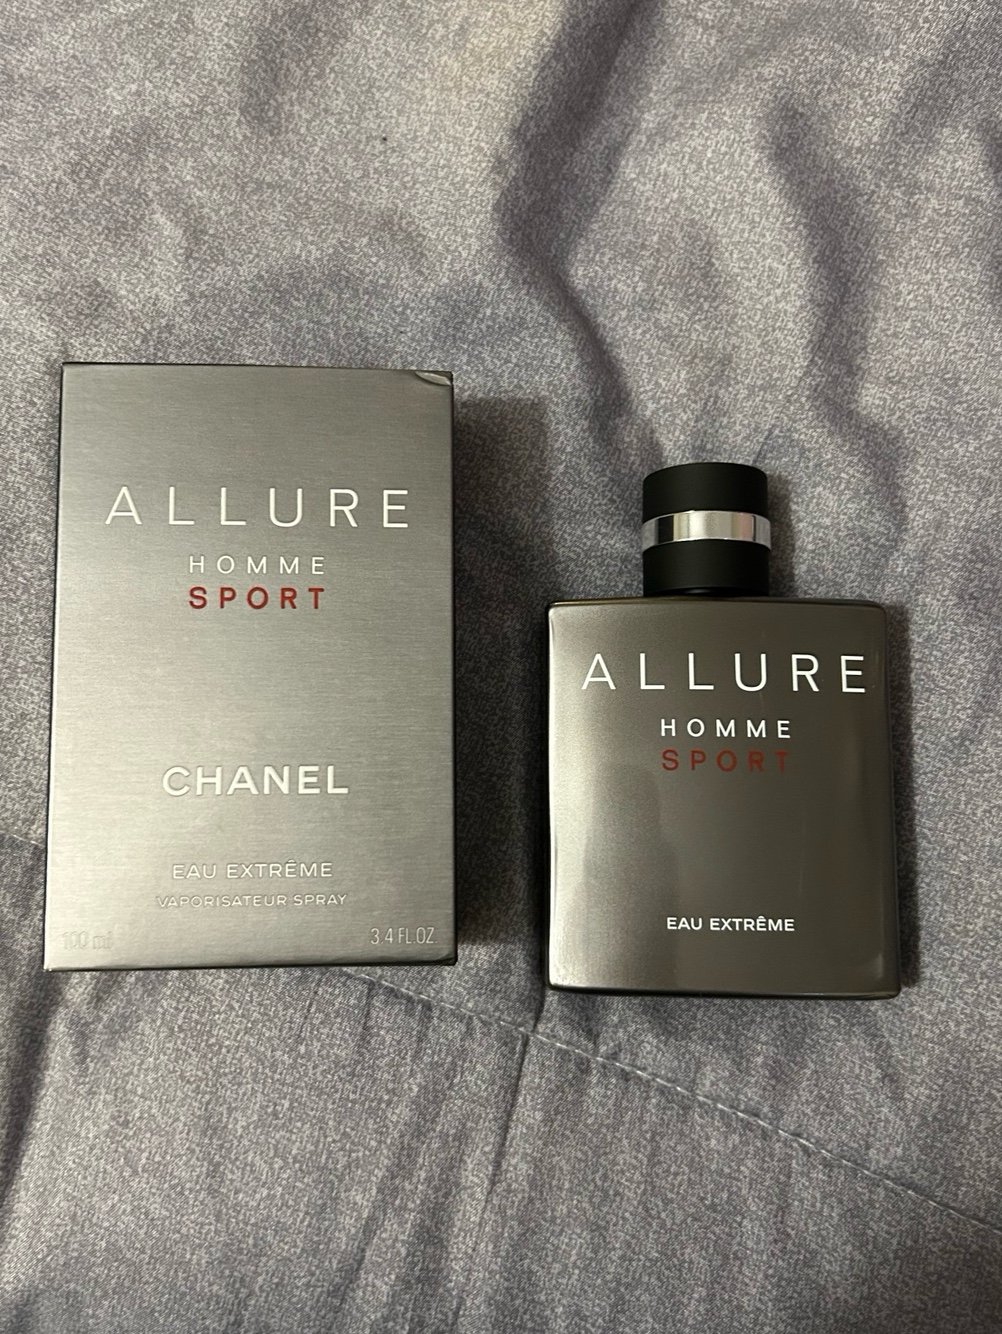 ALLURE
HOMME
SPORT
CHANEL
EAU EXTRÊME
VAPORISATEUR SPRAY
100 ml 3.4 FL.OZ.
ALLURE
HOMME
SPORT
EAU EXTRÊME